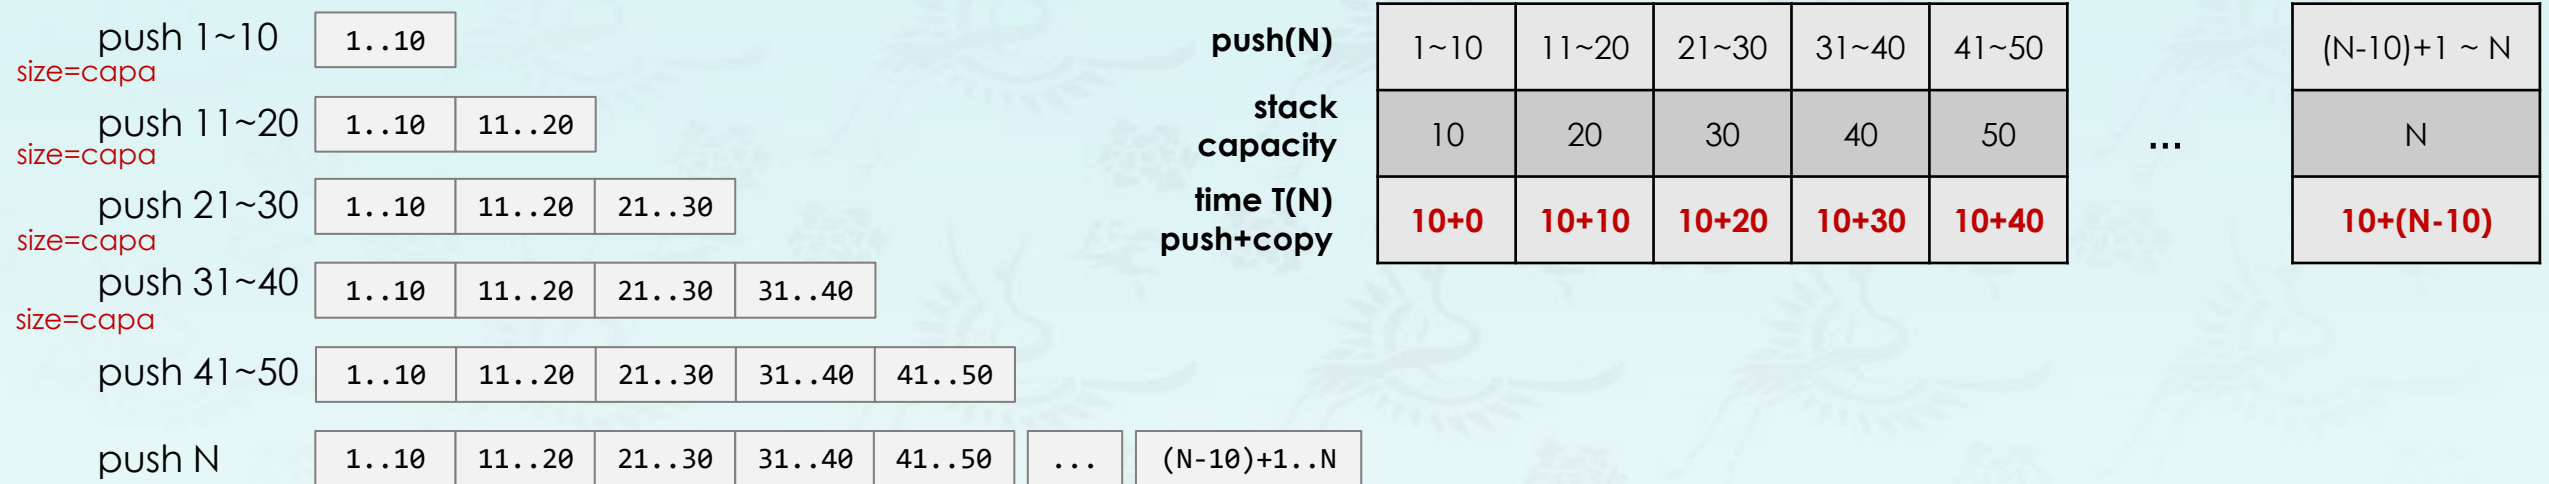 push 1~10
size=capa
1..10
push 11~20
size=capa
1..10 11..20
push 21~30
size=capa
1..10 11..20 21..30
push 31~40
size=capa
1..10 11..20 21..30 31..40
push 41~50
1..10 11..20 21..30 31..40 41..50
push N
1..10 11..20 21..30 31..40 41..50 ... (N-10)+1..N
push(N) 1~10 11~20 21~30 31~40 41~50 (N-10)+1 ~ N
stack
capacity 10 20 30 40 50 ... N
time T(N)
push+copy 10+0 10+10 10+20 10+30 10+40 10+(N-10)